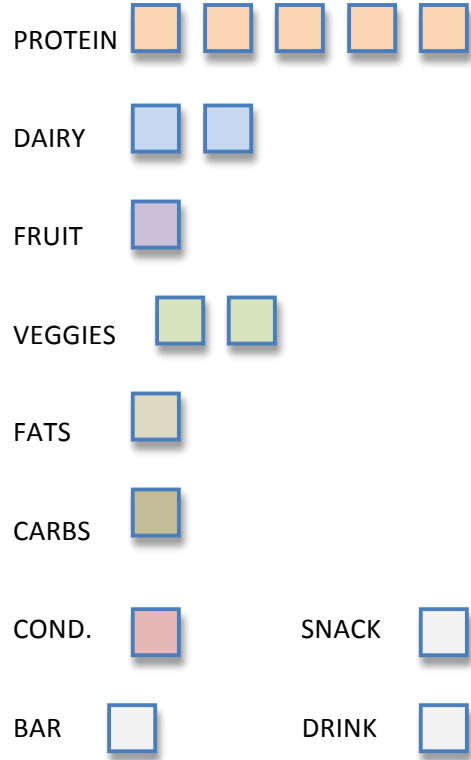 PROTEIN
DAIRY
FRUIT
VEGGIES
FATS
CARBS
COND. SNACK
BAR DRINK